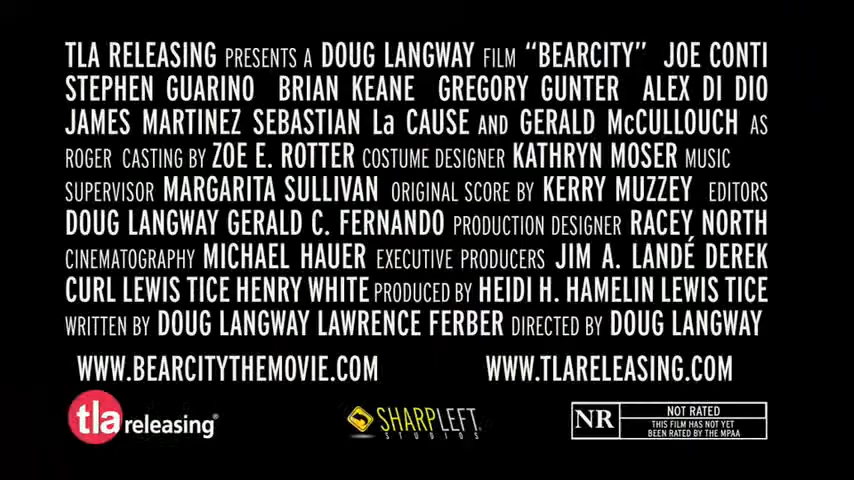 TLA RELEASING PRESENTS A DOUG LANGWAY FILM “BEARCITY” JOE CONTI
STEPHEN GUARINO BRIAN KEANE GREGORY GUNTER ALEX DI DIO
JAMES MARTINEZ SEBASTIAN La CAUSE AND GERALD McCULLOUCH AS
ROGER CASTING BY ZOE E. ROTTER COSTUME DESIGNER KATHRYN MOSER MUSIC
SUPERVISOR MARGARITA SULLIVAN ORIGINAL SCORE BY KERRY MUZZEY EDITORS
DOUG LANGWAY GERALD C. FERNANDO PRODUCTION DESIGNER RACEY NORTH
CINEMATOGRAPHY MICHAEL HAUER EXECUTIVE PRODUCERS JIM A. LANDÉ DEREK
CURL LEWIS TICE HENRY WHITE PRODUCED BY HEIDI H. HAMELIN LEWIS TICE
WRITTEN BY DOUG LANGWAY LAWRENCE FERBER DIRECTED BY DOUG LANGWAY
WWW.BEARCITYTHEMOVIE.COM WWW.TLARELEASING.COM
tla releasing®
SHARPLEFT
STUDIOS
NR NOT RATED
THIS FILM HAS NOT YET
BEEN RATED BY THE MPAA